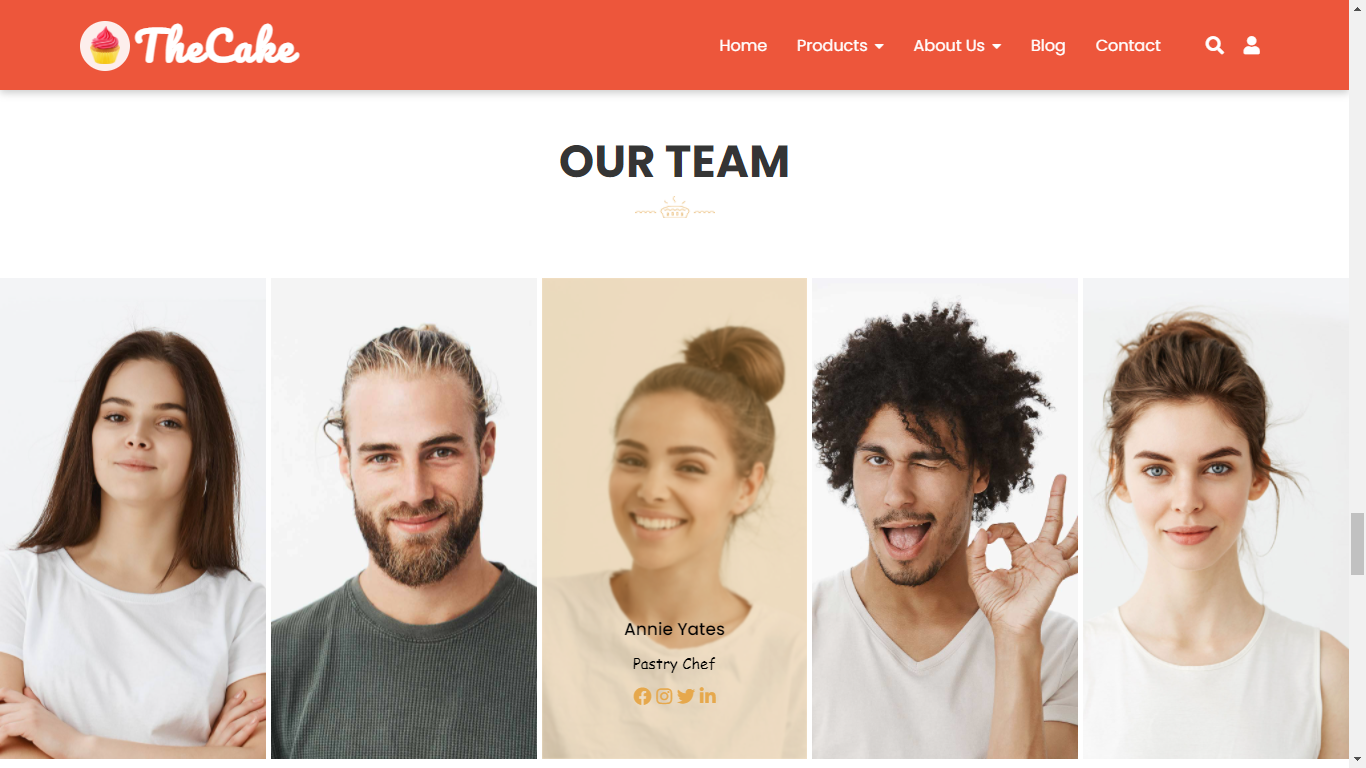 TheCake
Home Products About Us Blog Contact
OUR TEAM
Annie Yates
Pastry Chef